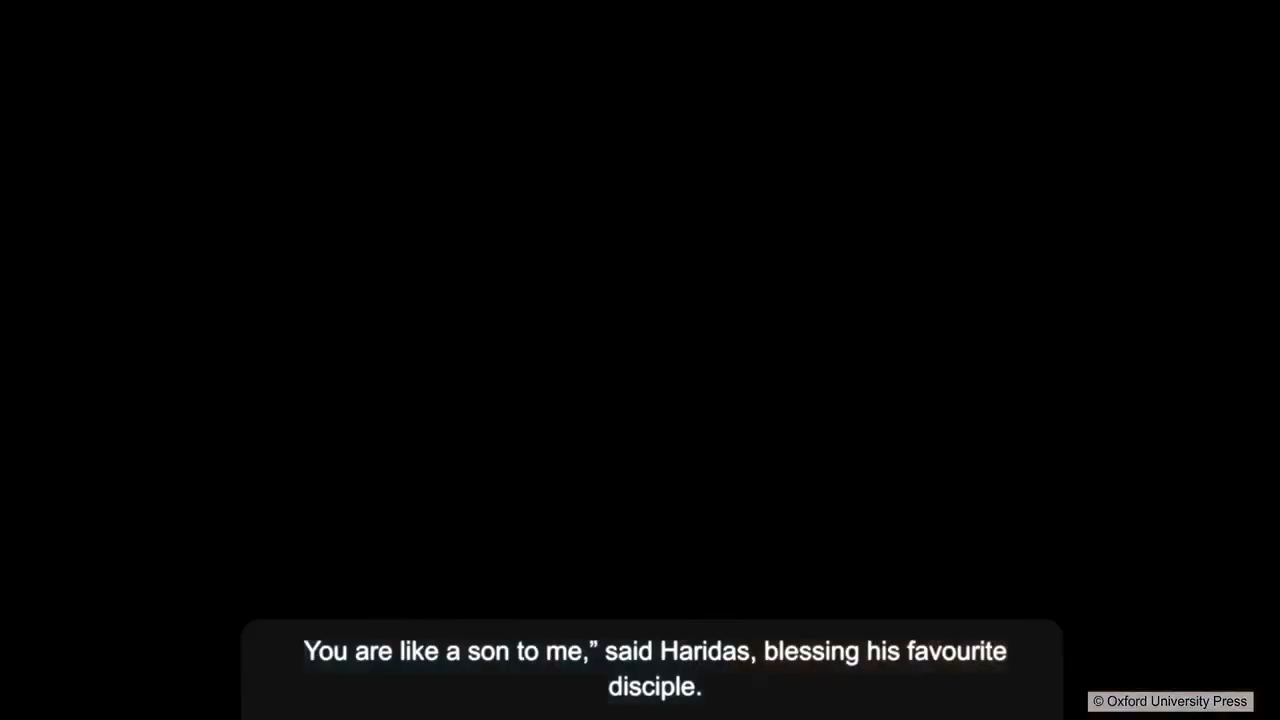 You are like a son to me,” said Haridas, blessing his favourite
disciple.
© Oxford University Press